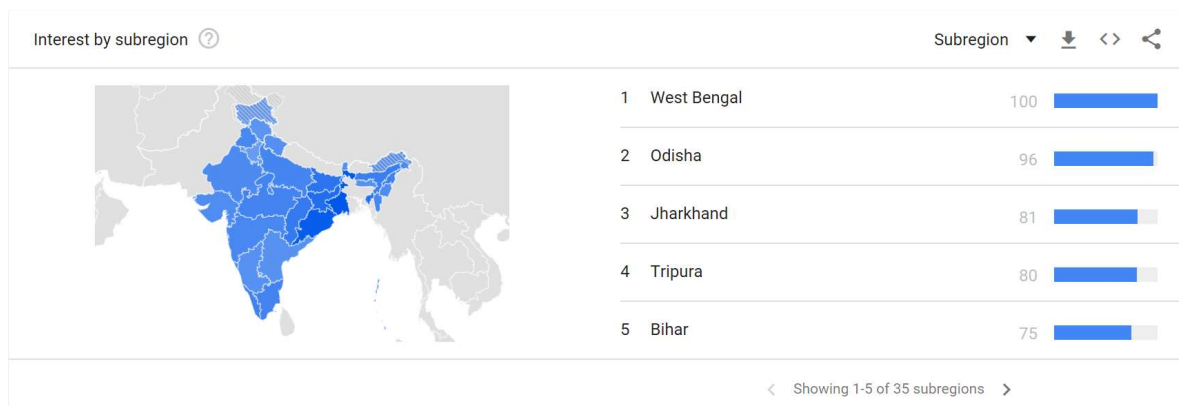 Interest by subregion
Subregion
1 West Bengal 100
2 Odisha 96
3 Jharkhand 81
4 Tripura 80
5 Bihar 75
Showing 1-5 of 35 subregions